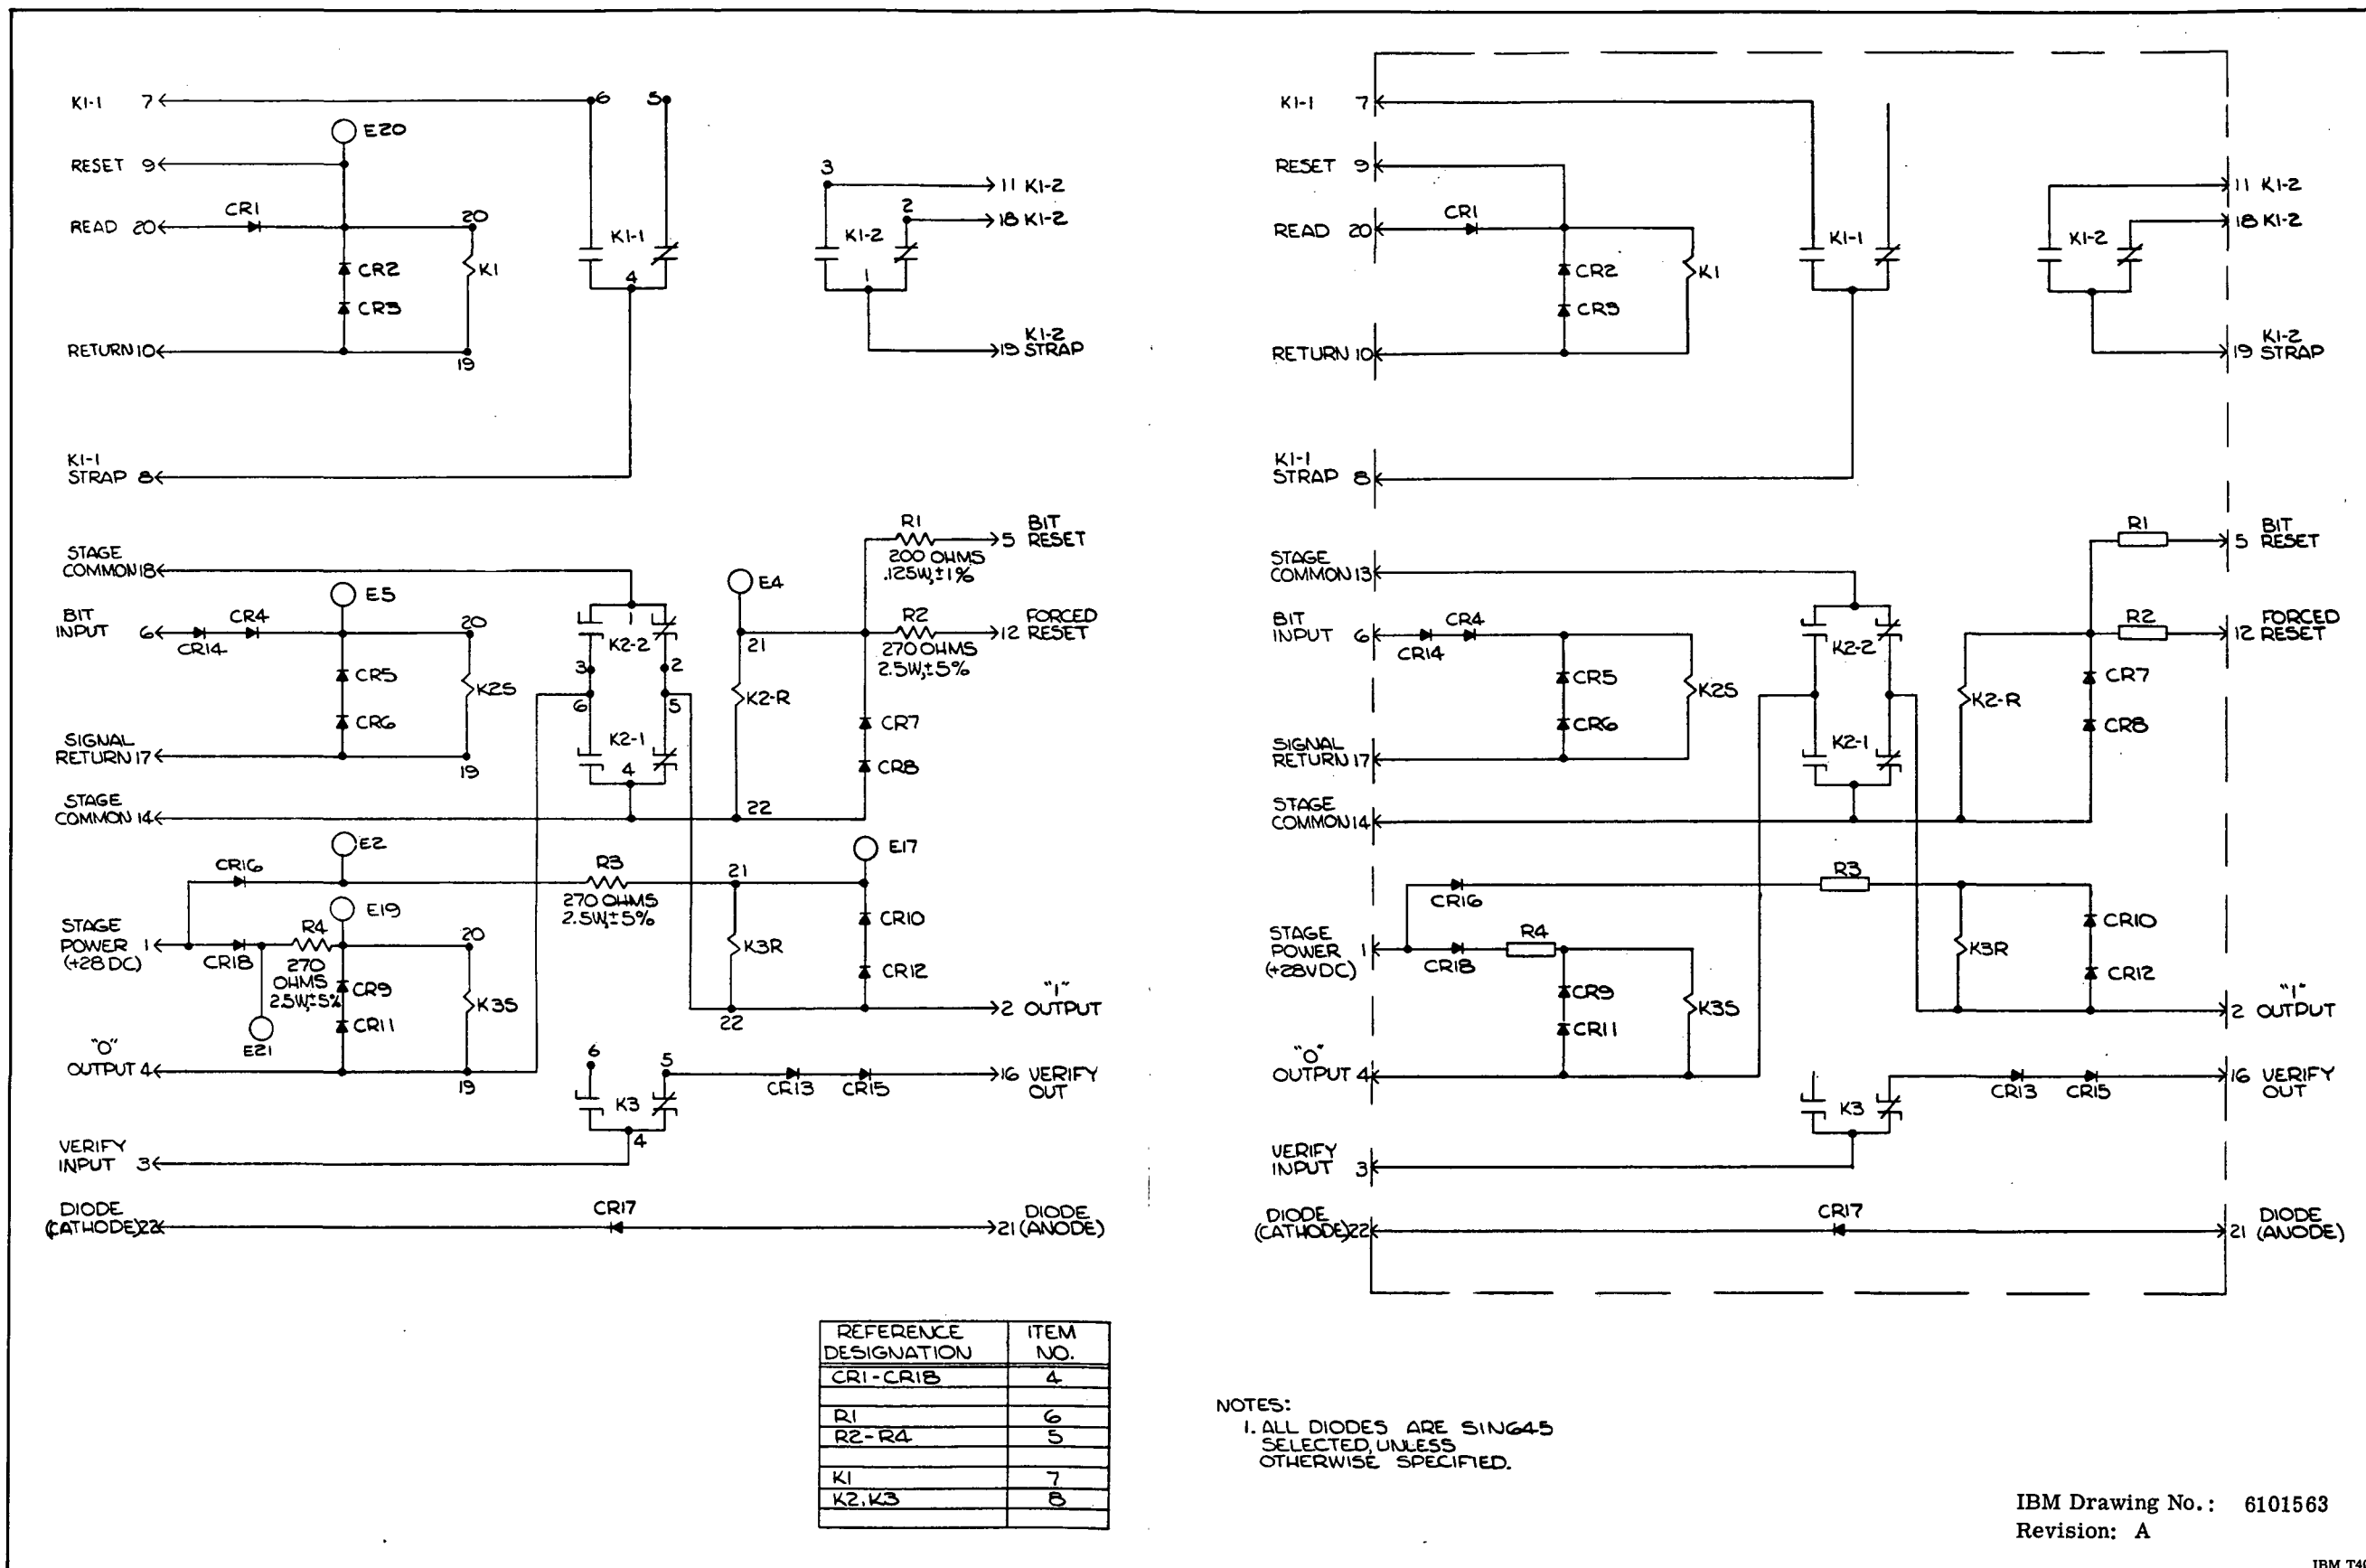 K1-1 7
6
5
E20
RESET 9
READ 20
CR1
20
CR2
K1
CR3
RETURN 10
19
K1-1
4
3
11 K1-2
2
18 K1-2
K1-2
1
19 K1-2 STRAP
K1-1
STRAP 8
STAGE
COMMON 18
BIT
INPUT 6
CR14
CR4
E5
20
CR5
K2S
CR6
SIGNAL
RETURN 17
19
STAGE
COMMON 14
1
K2-2
3
2
6
5
K2-1
4
E4
21
K2-R
22
R1
200 OHMS
.125W,±1%
5 BIT RESET
R2
270 OHMS
2.5W,±5%
12 FORCED RESET
CR7
CR8
CR16
E2
R3
270 OHMS
2.5W,±5%
21
E17
STAGE
POWER 1
(+28 DC)
CR18
R4
270
OHMS
2.5W,±5%
E19
20
CR9
K3S
CR11
E21
K3R
CR10
CR12
22
2 "1" OUTPUT
"0"
OUTPUT 4
19
6
5
K3
4
CR13
CR15
16 VERIFY OUT
VERIFY
INPUT 3
DIODE
(CATHODE) 22
CR17
21 DIODE (ANODE)
K1-1 7
RESET 9
READ 20
CR1
CR2
K1
CR3
RETURN 10
K1-1
11 K1-2
18 K1-2
K1-2
19 K1-2 STRAP
K1-1
STRAP 8
STAGE
COMMON 13
BIT
INPUT 6
CR14
CR4
CR5
K2S
CR6
SIGNAL
RETURN 17
STAGE
COMMON 14
K2-2
K2-1
K2-R
R1
5 BIT RESET
R2
12 FORCED RESET
CR7
CR8
CR16
R3
STAGE
POWER 1
(+28VDC)
CR18
R4
CR9
K3S
CR11
K3R
CR10
CR12
2 "1" OUTPUT
"0"
OUTPUT 4
K3
CR13
CR15
16 VERIFY OUT
VERIFY
INPUT 3
DIODE
(CATHODE) 22
CR17
21 DIODE (ANODE)
REFERENCE DESIGNATION ITEM NO.
CR1-CR18 4
R1 6
R2-R4 5
K1 7
K2,K3 8
NOTES:
1. ALL DIODES ARE S1N645
SELECTED, UNLESS
OTHERWISE SPECIFIED.
IBM Drawing No.: 6101563
Revision: A